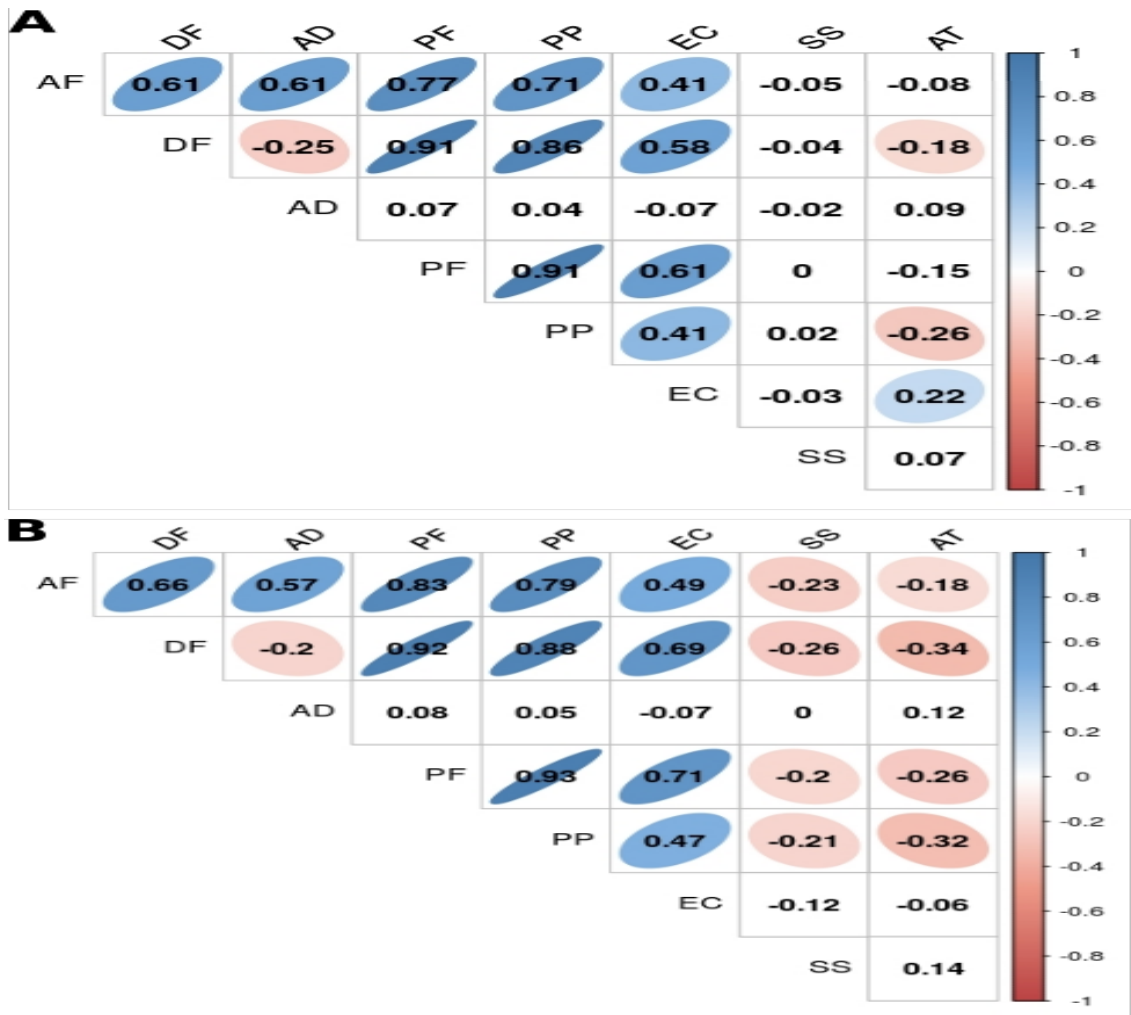 A
DF AD PF PP EC SS AT
AF 0.61 0.61 0.77 0.71 0.41 -0.05 -0.08
DF -0.25 0.91 0.86 0.58 -0.04 -0.18
AD 0.07 0.04 -0.07 -0.02 0.09
PF 0.91 0.61 0 -0.15
PP 0.41 0.02 -0.26
EC -0.03 0.22
SS 0.07
1
0.8
0.6
0.4
0.2
0
-0.2
-0.4
-0.6
-0.8
-1
B
DF AD PF PP EC SS AT
AF 0.66 0.57 0.83 0.79 0.49 -0.23 -0.18
DF -0.2 0.92 0.88 0.69 -0.26 -0.34
AD 0.08 0.05 -0.07 0 0.12
PF 0.93 0.71 -0.2 -0.26
PP 0.47 -0.21 -0.32
EC -0.12 -0.06
SS 0.14
1
0.8
0.6
0.4
0.2
0
-0.2
-0.4
-0.6
-0.8
-1